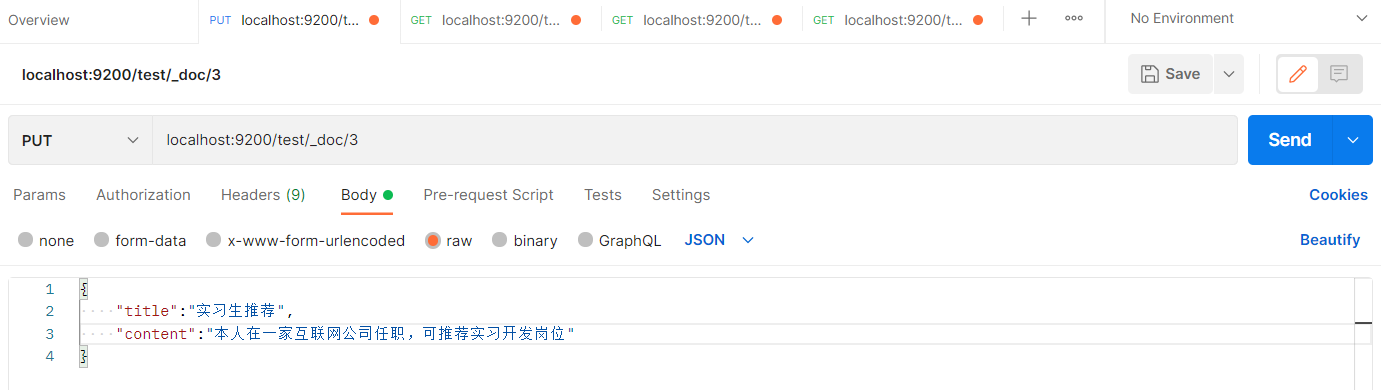 Overview PUT localhost:9200/t... GET localhost:9200/t... GET localhost:9200/t... GET localhost:9200/t... No Environment
localhost:9200/test/_doc/3 Save
PUT localhost:9200/test/_doc/3 Send
Params Authorization Headers (9) Body Pre-request Script Tests Settings Cookies
none form-data x-www-form-urlencoded raw binary GraphQL JSON Beautify
1 {
2 "title":"实习生推荐",
3 "content":"本人在一家互联网公司任职，可推荐实习开发岗位"
4 }